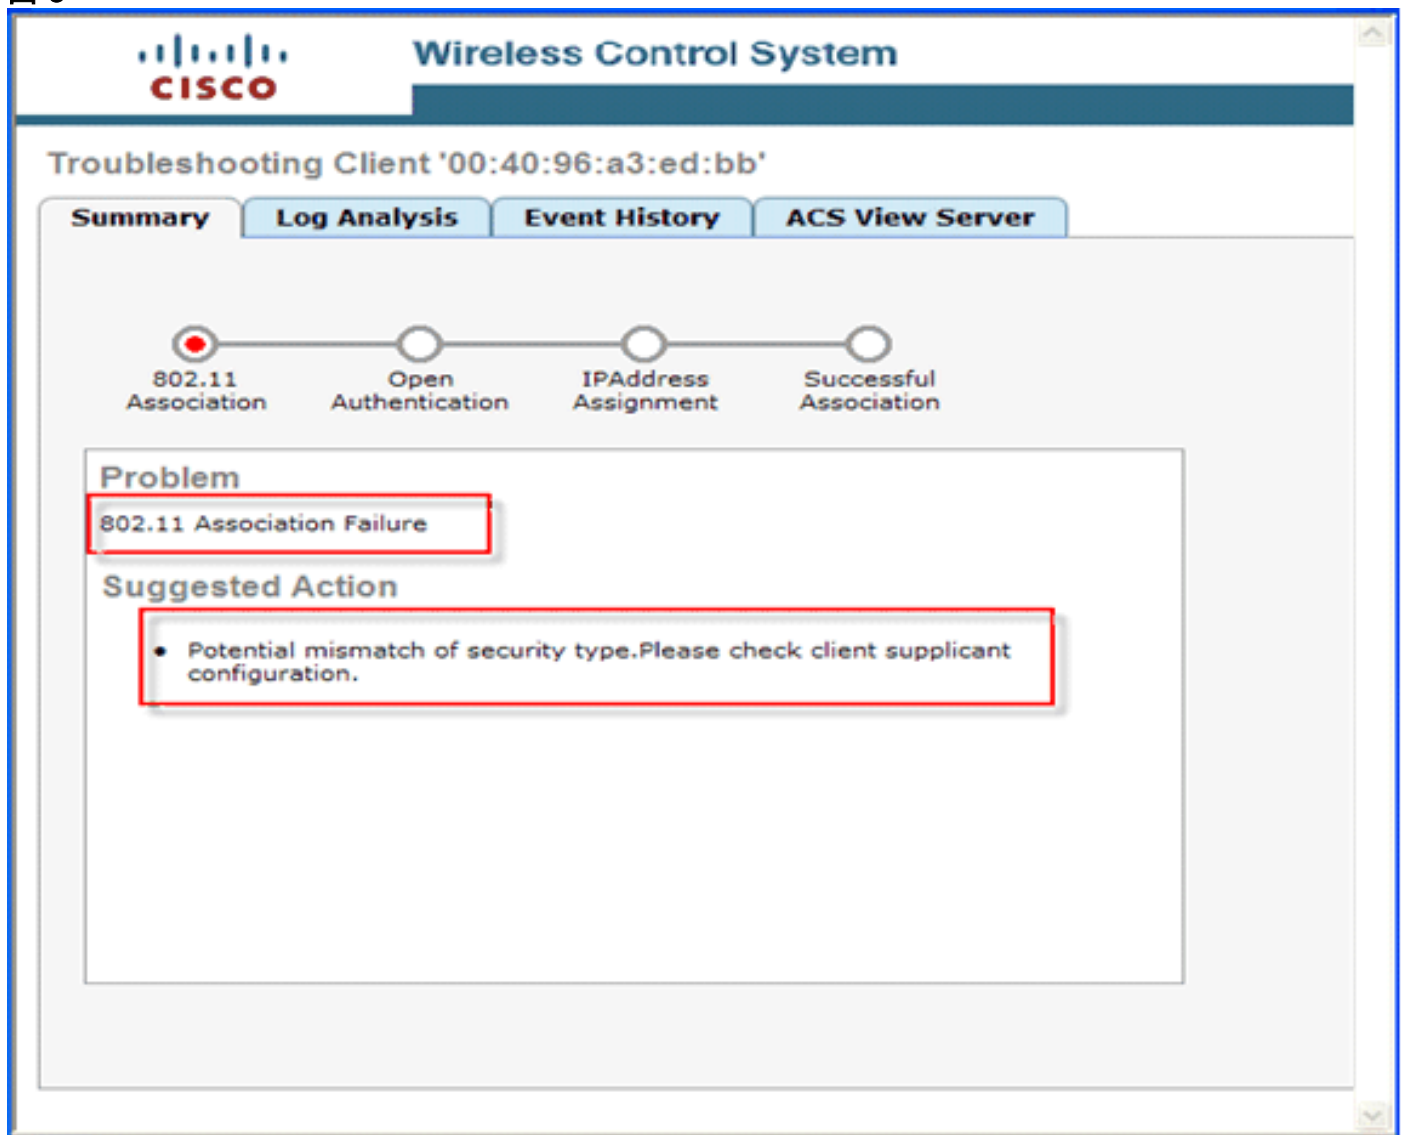 Wireless Control System
CISCO
Troubleshooting Client '00:40:96:a3:ed:bb'
Summary Log Analysis Event History ACS View Server
802.11 Association
Open Authentication
IPAddress Assignment
Successful Association
Problem
802.11 Association Failure
Suggested Action
• Potential mismatch of security type.Please check client supplicant
configuration.